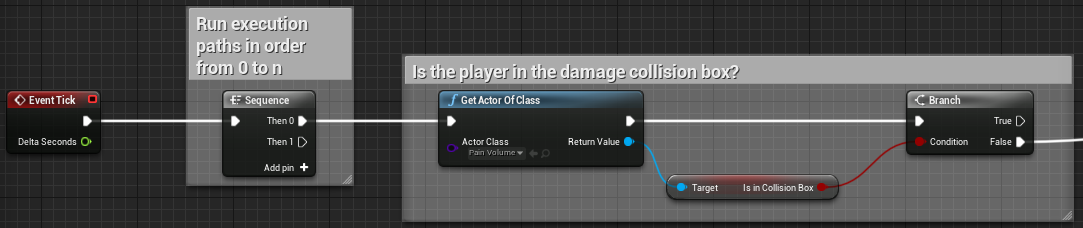 Run execution
paths in order
from 0 to n
Is the player in the damage collision box?
Event Tick
Delta Seconds
Sequence
Then 0
Then 1
Add pin
Get Actor Of Class
Actor Class
Pain Volume
Return Value
Target
Is in Collision Box
Branch
True
Condition
False